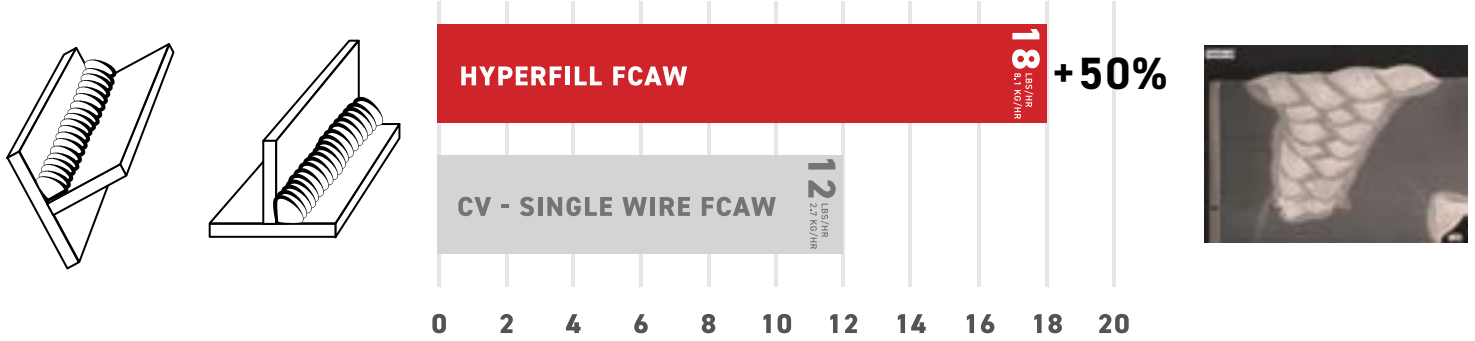 HYPERFILL FCAW
18
LBS/HR
8.1 KG/HR
+50%
CV - SINGLE WIRE FCAW
12
LBS/HR
2.7 KG/HR
0 2 4 6 8 10 12 14 16 18 20